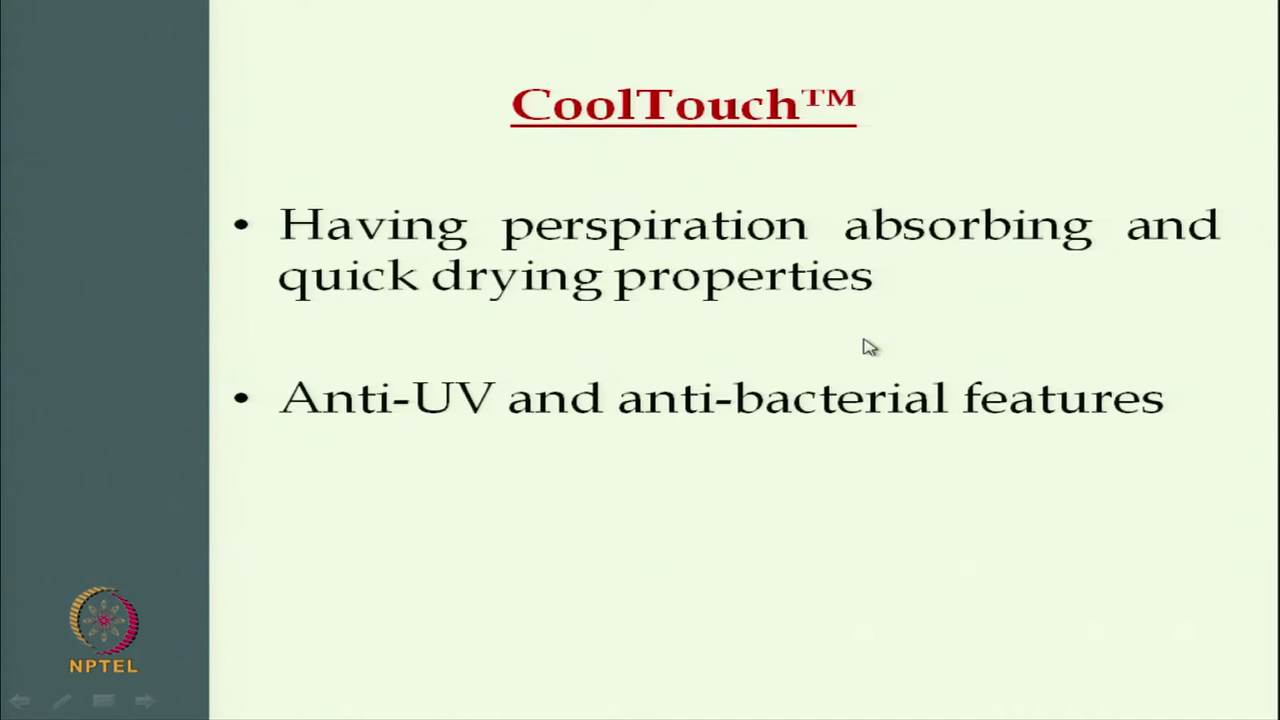 CoolTouch™
• Having perspiration absorbing and
quick drying properties
• Anti-UV and anti-bacterial features
NPTEL